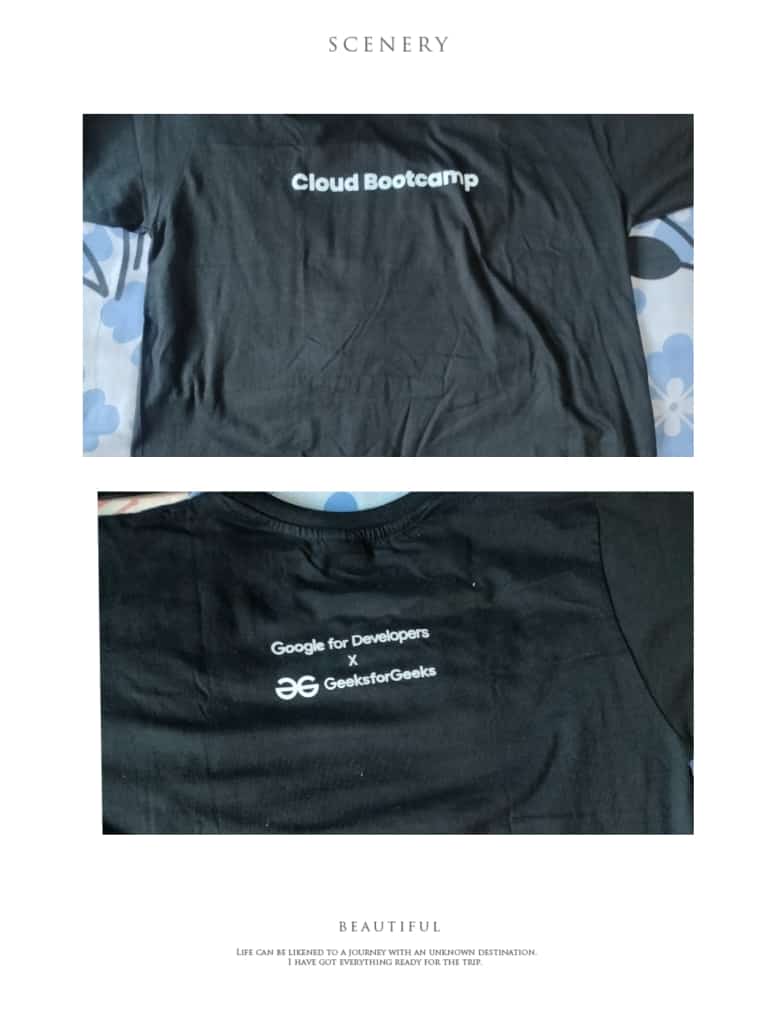 SCENERY
Cloud Bootcamp
Google for Developers
X
GeeksforGeeks
BEAUTIFUL
LIFE CAN BE LIKENED TO A JOURNEY WITH AN UNKNOWN DESTINATION.
I HAVE GOT EVERYTHING READY FOR THE TRIP.